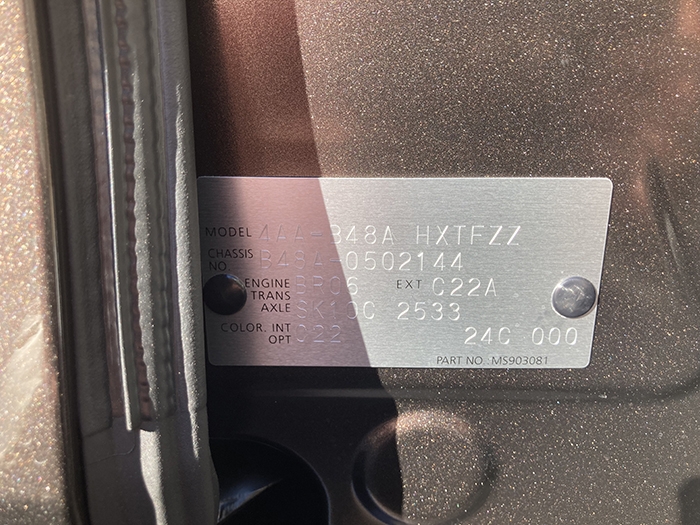 MODEL 4AA-B48A HXTFZZ
CHASSIS NO. B48A-0502144
ENGINE BR06 EXT C22A
TRANS AXLE SK10C 2533
COLOR. INT OPT C22 24C 000
PART NO. MS903081